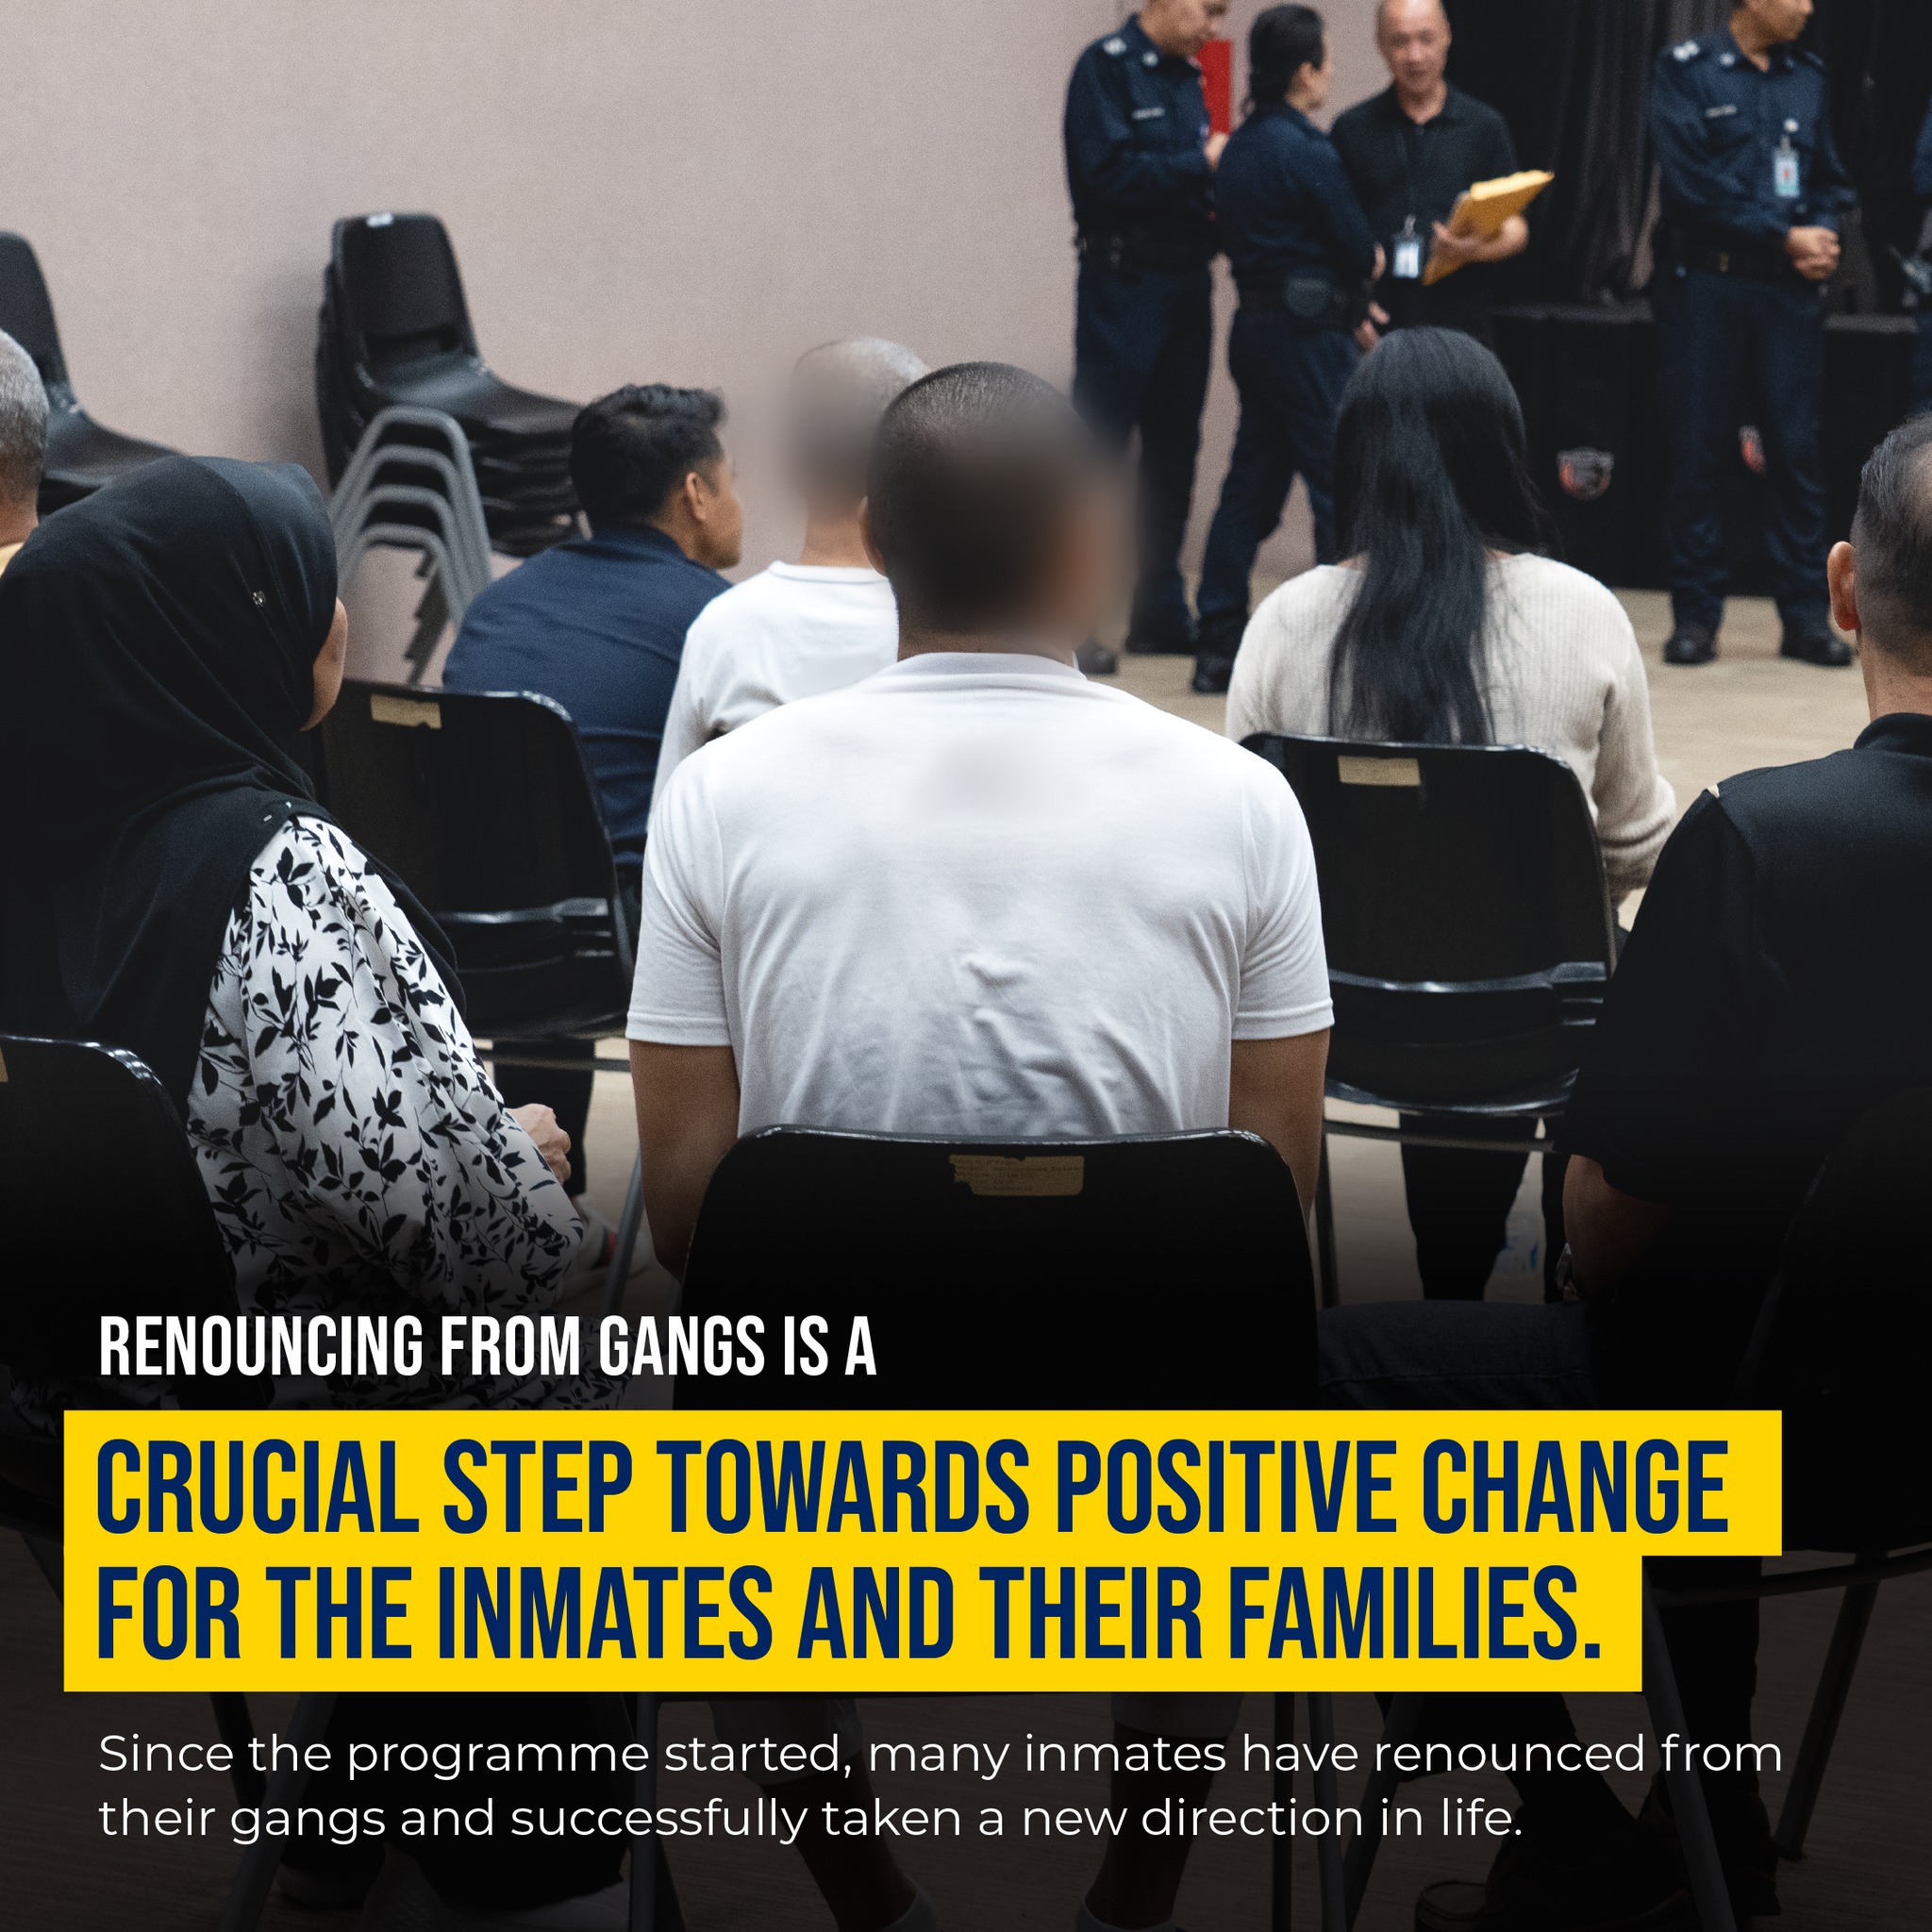 RENOUNCING FROM GANGS IS A
CRUCIAL STEP TOWARDS POSITIVE CHANGE
FOR THE INMATES AND THEIR FAMILIES.
Since the programme started, many inmates have renounced from
their gangs and successfully taken a new direction in life.